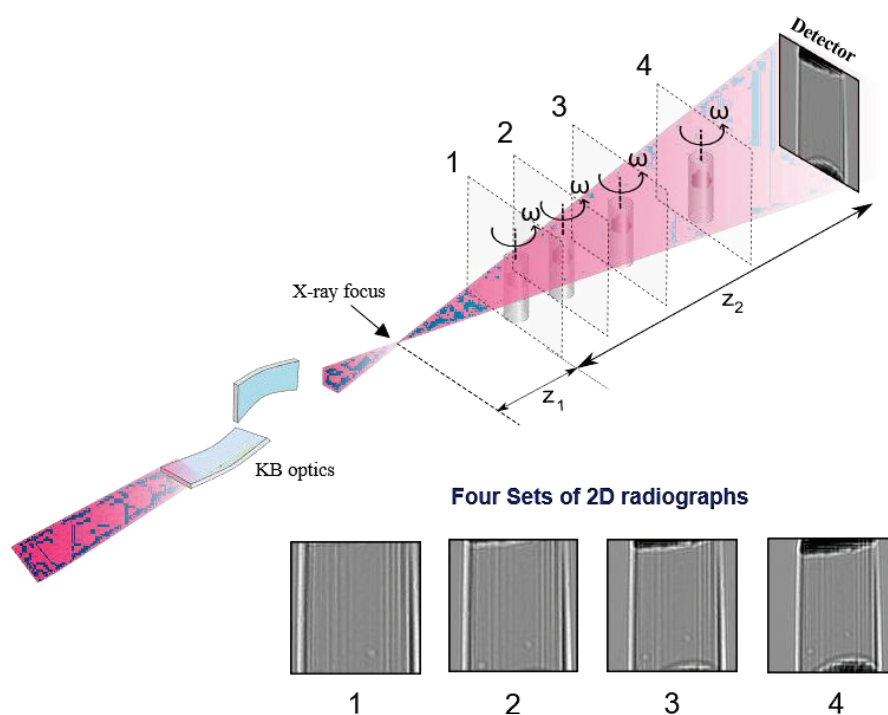 Detector
4
3
2
1
ω
ω
ω
ω
X-ray focus
z₂
z₁
KB optics
Four Sets of 2D radiographs
1 2 3 4